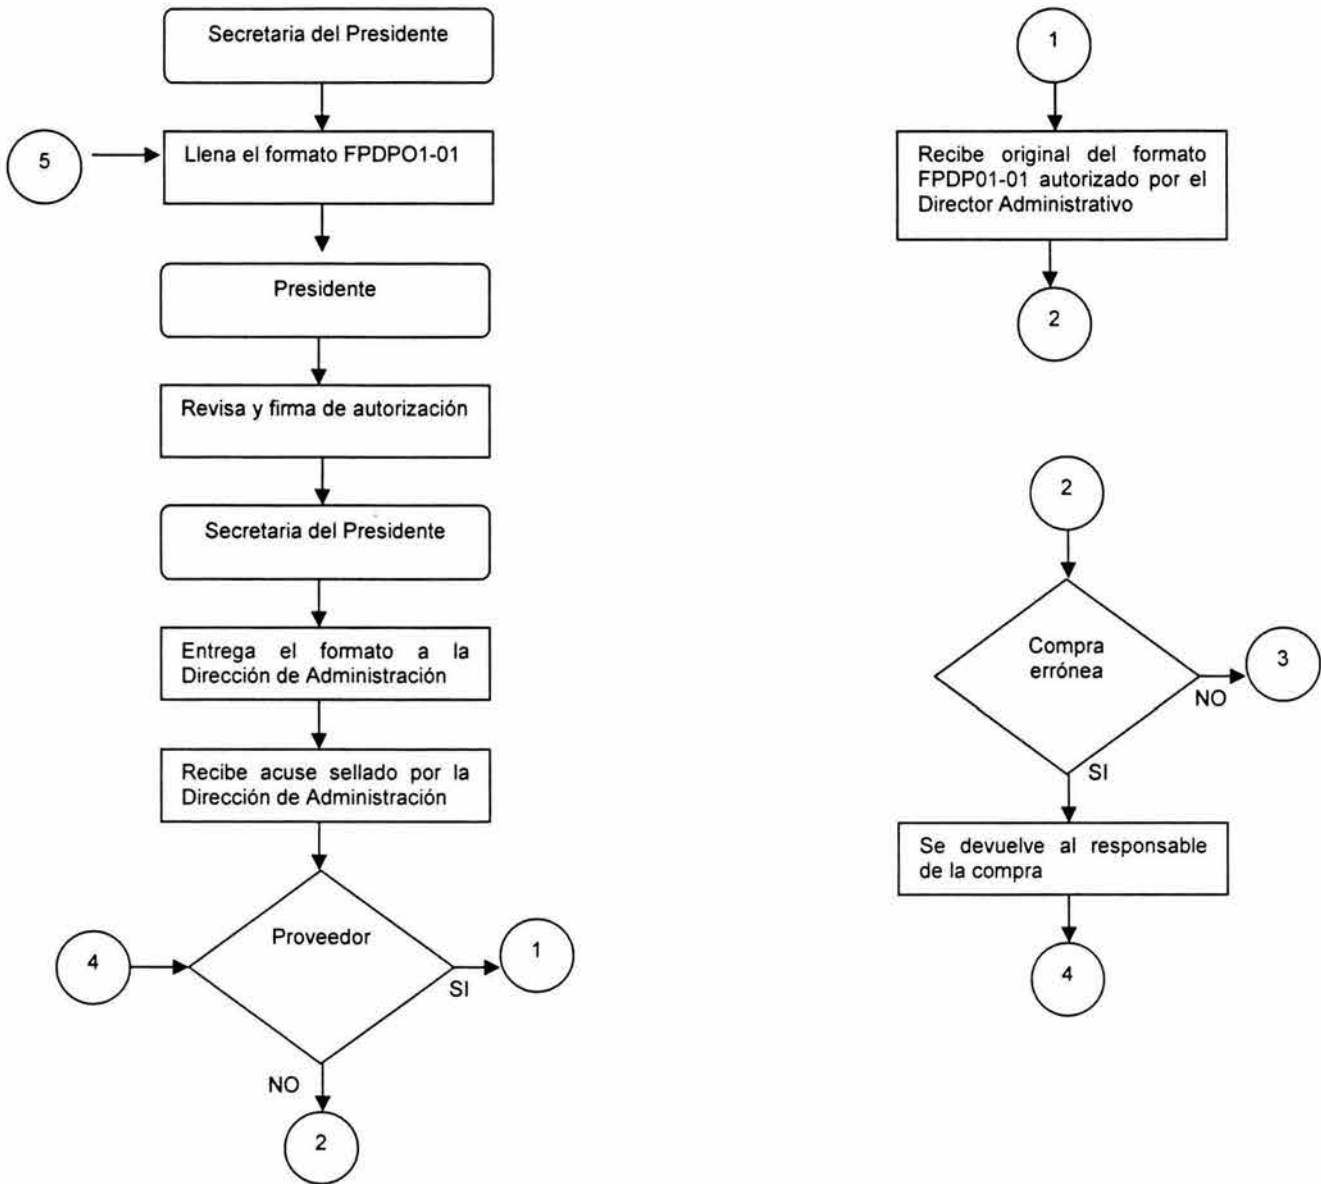 Secretaria del Presidente
5
Llena el formato FPDPO1-01
Presidente
Revisa y firma de autorización
Secretaria del Presidente
Entrega el formato a la
Dirección de Administración
Recibe acuse sellado por la
Dirección de Administración
Proveedor
4
1
SI
NO
2
1
Recibe original del formato
FPDP01-01 autorizado por el
Director Administrativo
2
2
Compra
errónea
3
NO
SI
Se devuelve al responsable
de la compra
4